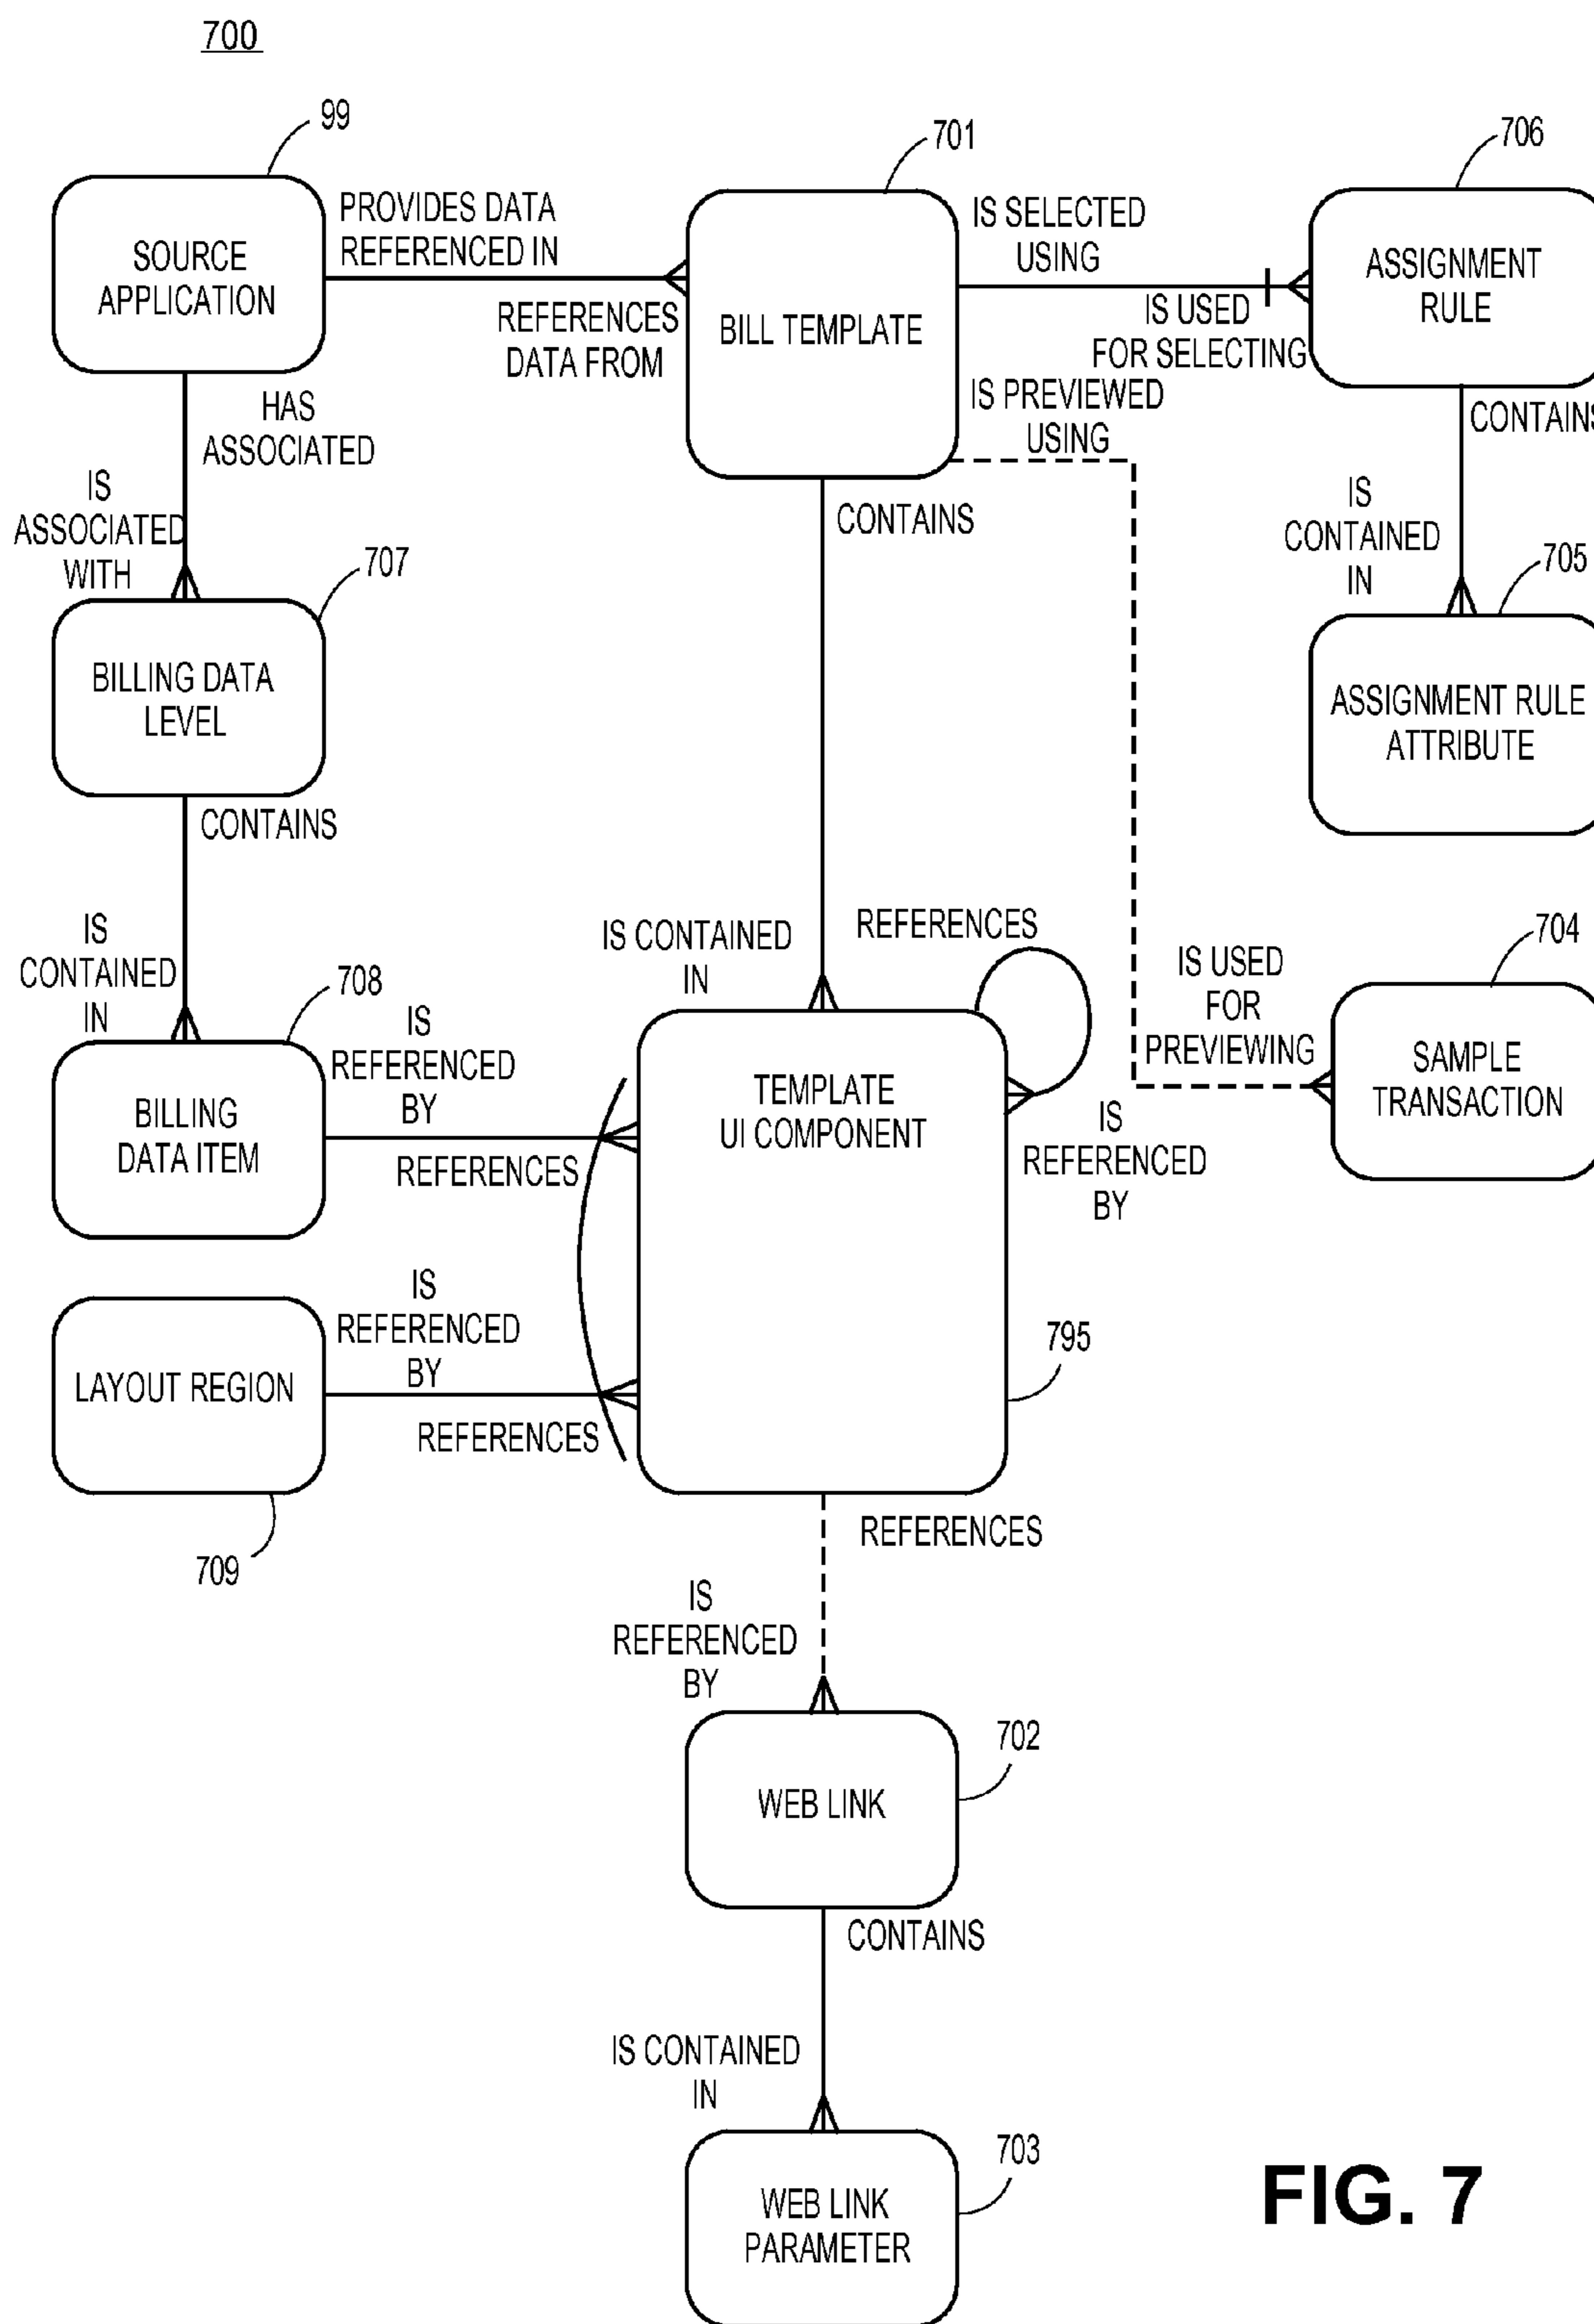 700
99
701
706
SOURCE
APPLICATION
PROVIDES DATA
REFERENCED IN
REFERENCES
DATA FROM
BILL TEMPLATE
IS SELECTED
USING
IS USED
FOR SELECTING
ASSIGNMENT
RULE
IS PREVIEWED
USING
HAS
ASSOCIATED
IS
ASSOCIATED
WITH
CONTAINS
CONTAINS
IS
CONTAINED
IN
707
705
BILLING DATA
LEVEL
ASSIGNMENT RULE
ATTRIBUTE
CONTAINS
IS
CONTAINED
IN
IS CONTAINED
IN
REFERENCES
704
IS USED
FOR
PREVIEWING
SAMPLE
TRANSACTION
708
IS
REFERENCED
BY
BILLING
DATA ITEM
REFERENCES
TEMPLATE
UI COMPONENT
IS
REFERENCED
BY
IS
REFERENCED
BY
LAYOUT REGION
REFERENCES
795
709
REFERENCES
IS
REFERENCED
BY
702
WEB LINK
CONTAINS
IS CONTAINED
IN
703
WEB LINK
PARAMETER
FIG. 7